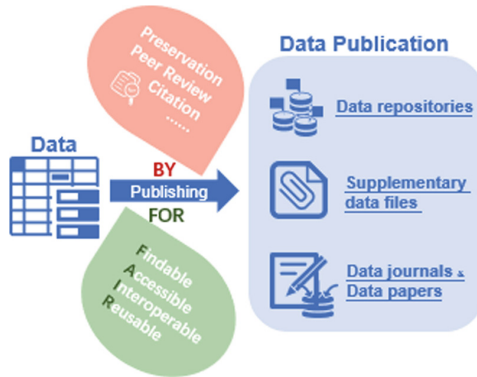 Preservation
Peer Review
Citation
......
Data
BY
Publishing
FOR
Findable
Accessible
Interoperable
Reusable
Data Publication
Data repositories
Supplementary
data files
Data journals &
Data papers